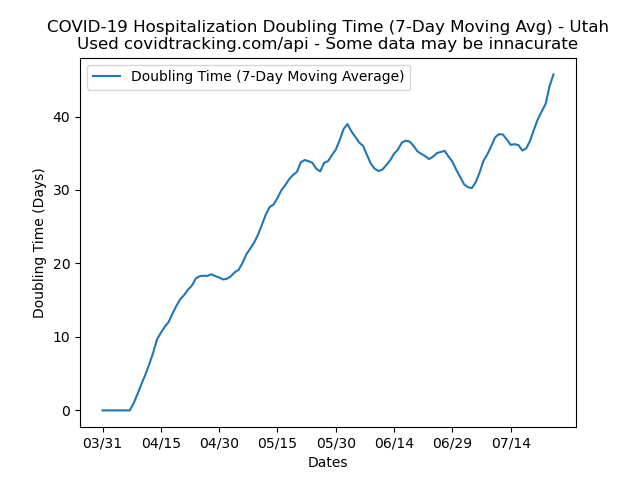 COVID-19 Hospitalization Doubling Time (7-Day Moving Avg) - Utah
Used covidtracking.com/api - Some data may be innacurate
Doubling Time (7-Day Moving Average)
Doubling Time (Days)
40
30
20
10
0
03/31 04/15 04/30 05/15 05/30 06/14 06/29 07/14
Dates